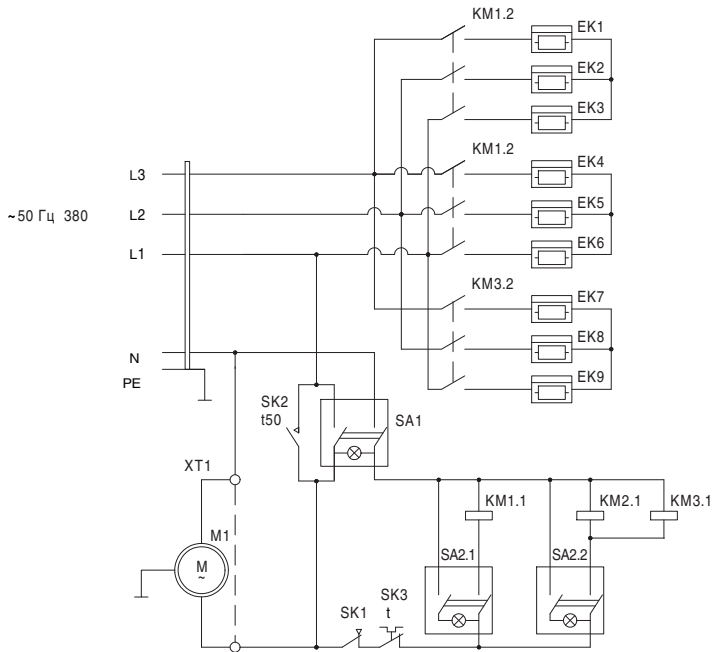 KM1.2
EK1
EK2
EK3
KM1.2
EK4
EK5
EK6
KM3.2
EK7
EK8
EK9
L3
~50 Гц 380
L2
L1
N
PE
SK2
t50
SA1
XT1
M1
M
~
KM1.1
KM2.1
KM3.1
SA2.1
SA2.2
SK1
SK3
t